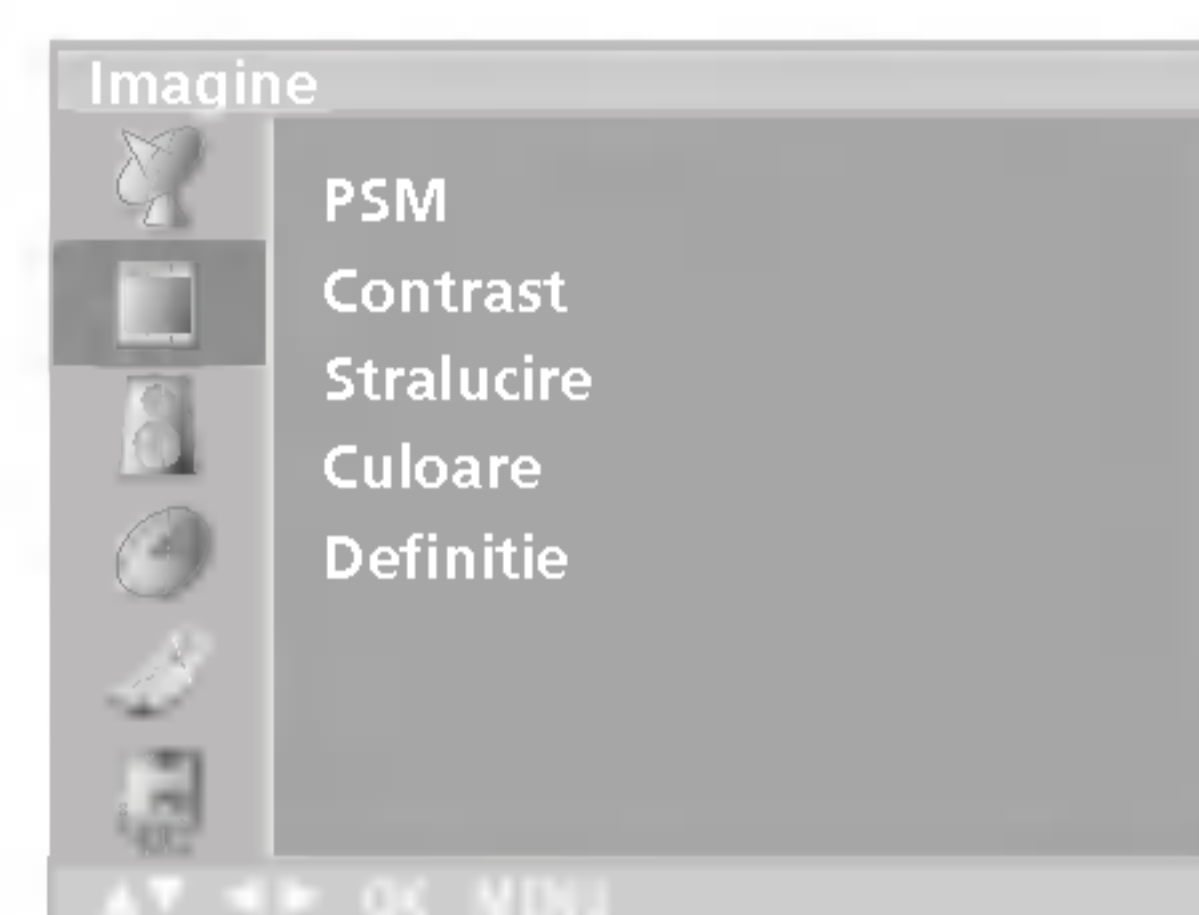 Imagine
PSM
Contrast
Stralucire
Culoare
Definitie
OK MENU